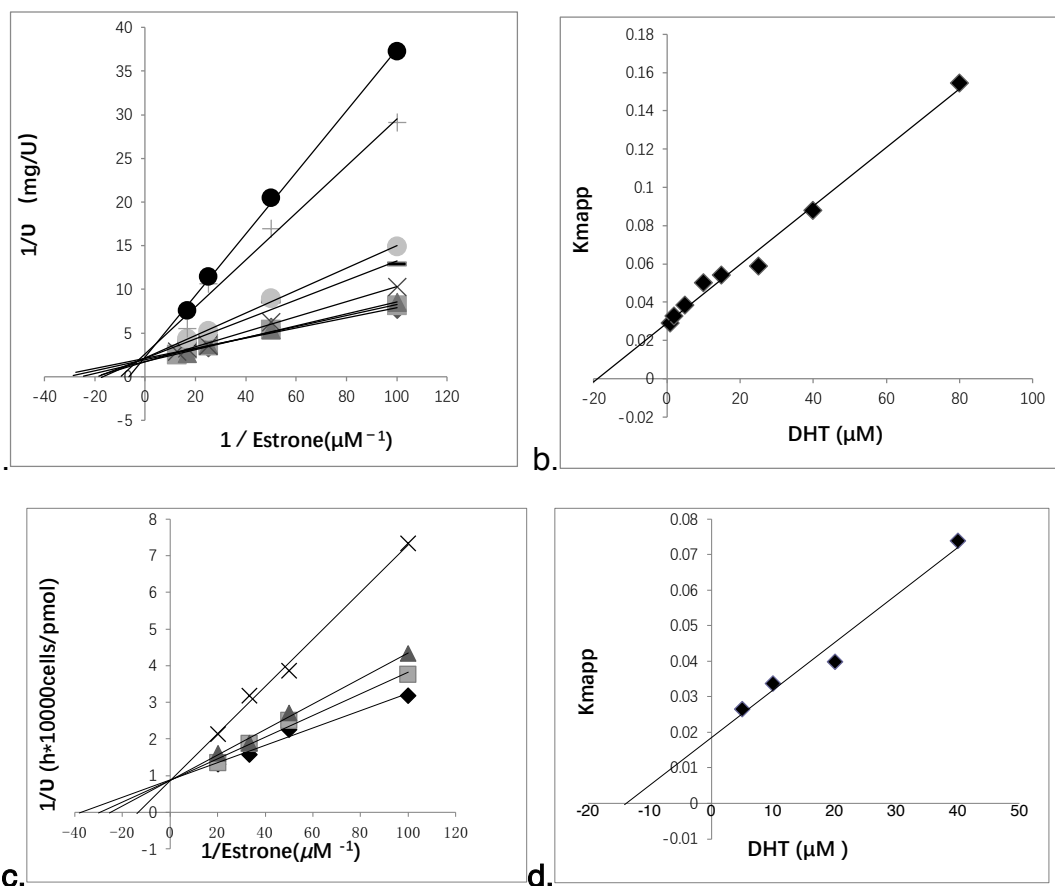 40
35
30
25
20
15
10
5
0
-5
-40 -20 0 20 40 60 80 100 120
1/υ (mg/U)
1 / Estrone(μM⁻¹)
.
0.18
0.16
0.14
0.12
0.1
0.08
0.06
0.04
0.02
0
-0.02
-20 0 20 40 60 80 100
Kmapp
DHT (μM)
b.
8
7
6
5
4
3
2
1
0
-1
-40 -20 0 20 40 60 80 100 120
1/υ (h*10000cells/pmol)
1/Estrone(μM ⁻¹)
c.
0.08
0.07
0.06
0.05
0.04
0.03
0.02
0.01
0
-0.01
-20 -10 0 10 20 30 40 50
Kmapp
DHT (μM )
d.